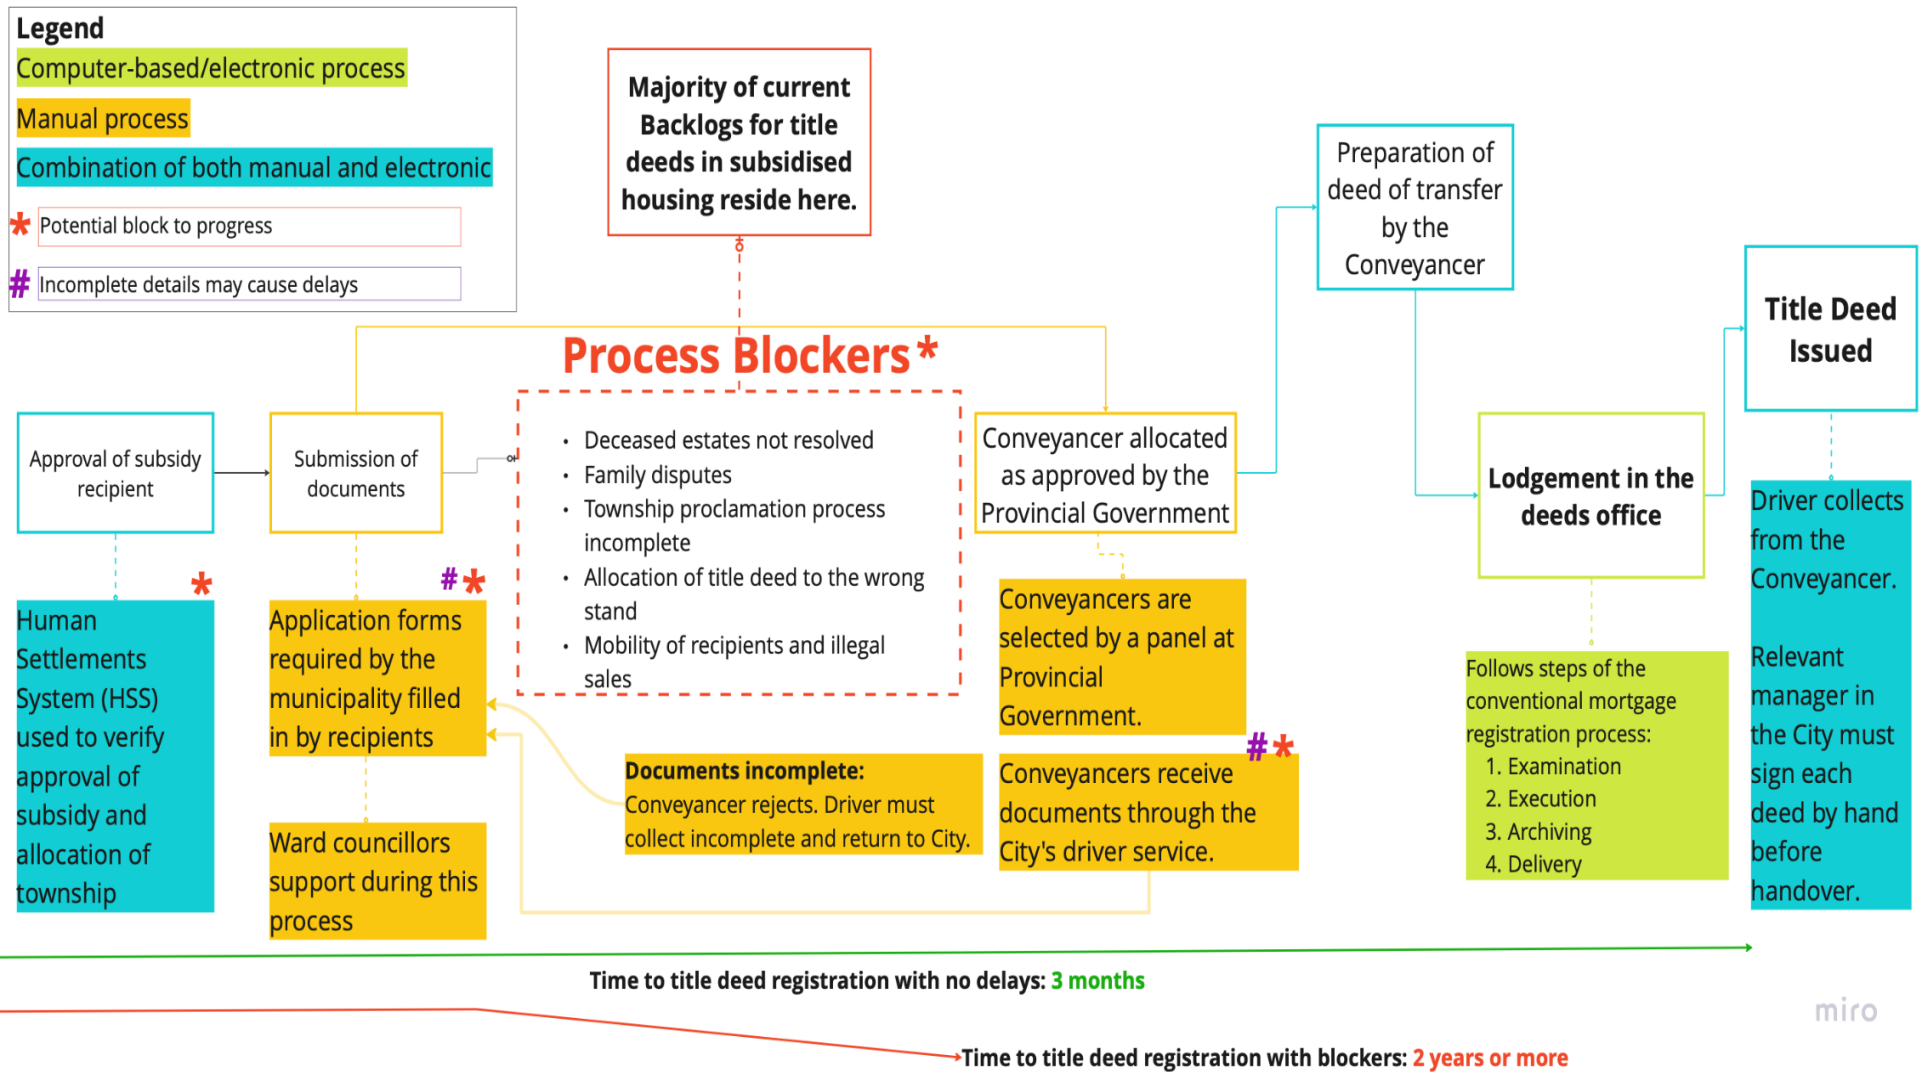 Legend
Computer-based/electronic process
Manual process
Combination of both manual and electronic
* Potential block to progress
# Incomplete details may cause delays
Majority of current
Backlogs for title
deeds in subsidised
housing reside here.
Process Blockers*
Approval of subsidy
recipient
Submission of
documents
• Deceased estates not resolved
• Family disputes
• Township proclamation process
incomplete
• Allocation of title deed to the wrong
stand
• Mobility of recipients and illegal
sales
Conveyancer allocated
as approved by the
Provincial Government
Preparation of
deed of transfer
by the
Conveyancer
Lodgement in the
deeds office
Title Deed
Issued
*
Human
Settlements
System (HSS)
used to verify
approval of
subsidy and
allocation of
township
# *
Application forms
required by the
municipality filled
in by recipients
Ward councillors
support during this
process
Documents incomplete:
Conveyancer rejects. Driver must
collect incomplete and return to City.
Conveyancers are
selected by a panel at
Provincial
Government.
# *
Conveyancers receive
documents through the
City's driver service.
Follows steps of the
conventional mortgage
registration process:
1. Examination
2. Execution
3. Archiving
4. Delivery
Driver collects
from the
Conveyancer.
Relevant
manager in
the City must
sign each
deed by hand
before
handover.
Time to title deed registration with no delays: 3 months
Time to title deed registration with blockers: 2 years or more
miro